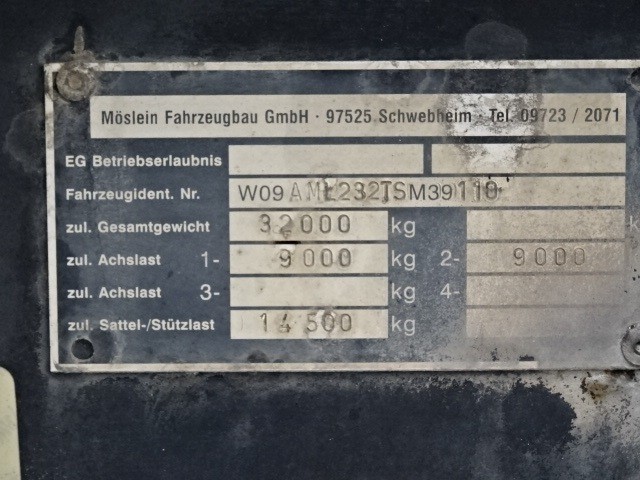 Möslein Fahrzeugbau GmbH · 97525 Schwebheim · Tel. 09723 / 2071
EG Betriebserlaubnis
Fahrzeugident. Nr. W09AML232TSM39118
zul. Gesamtgewicht 32000 kg k
zul. Achslast 1- 9000 kg 2- 9000
zul. Achslast 3- kg 4-
zul. Sattel-/Stützlast 14500 kg